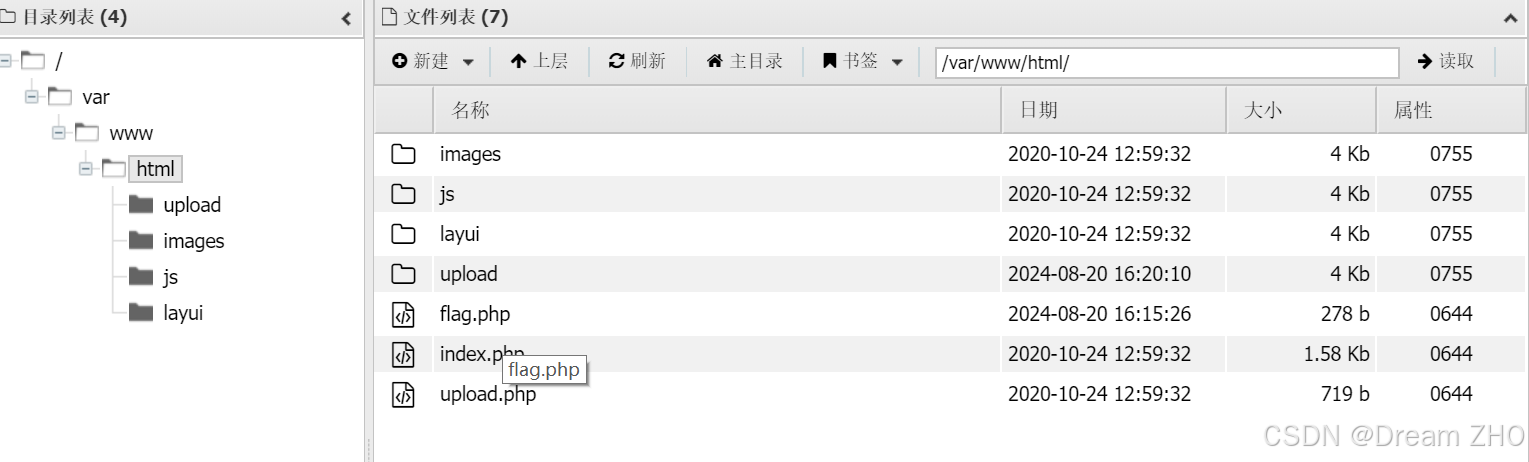 目录列表 (4)
文件列表 (7)
新建 上层 刷新 主目录 书签 /var/www/html/ 读取
/
var
www
html
upload
images
js
layui
名称 日期 大小 属性
images 2020-10-24 12:59:32 4 Kb 0755
js 2020-10-24 12:59:32 4 Kb 0755
layui 2020-10-24 12:59:32 4 Kb 0755
upload 2024-08-20 16:20:10 4 Kb 0755
flag.php 2024-08-20 16:15:26 278 b 0644
index.php 2020-10-24 12:59:32 1.58 Kb 0644
flag.php
upload.php 2020-10-24 12:59:32 719 b 0644
CSDN @Dream ZHO